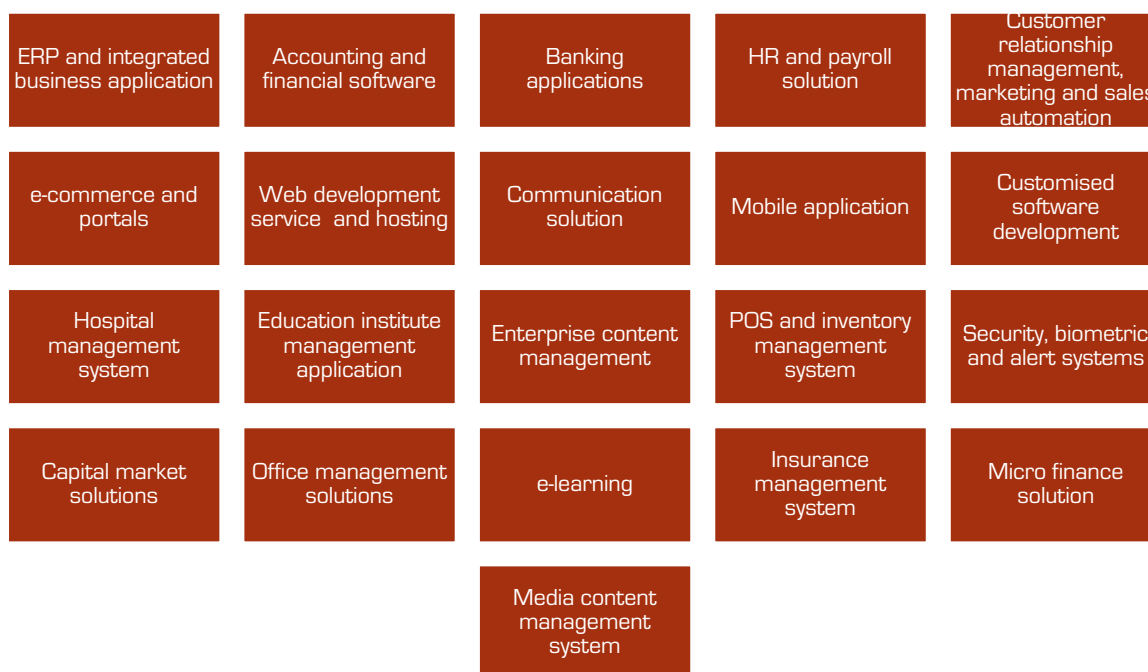 ERP and integrated
business application
Accounting and
financial software
Banking
applications
HR and payroll
solution
Customer
relationship
management,
marketing and sales
automation
e-commerce and
portals
Web development
service and hosting
Communication
solution
Mobile application
Customised
software
development
Hospital
management
system
Education institute
management
application
Enterprise content
management
POS and inventory
management
system
Security, biometric
and alert systems
Capital market
solutions
Office management
solutions
e-learning
Insurance
management
system
Micro finance
solution
Media content
management
system